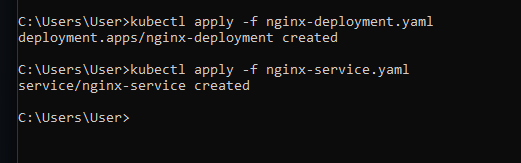 C:\Users\User>kubectl apply -f nginx-deployment.yaml
deployment.apps/nginx-deployment created
C:\Users\User>kubectl apply -f nginx-service.yaml
service/nginx-service created
C:\Users\User>